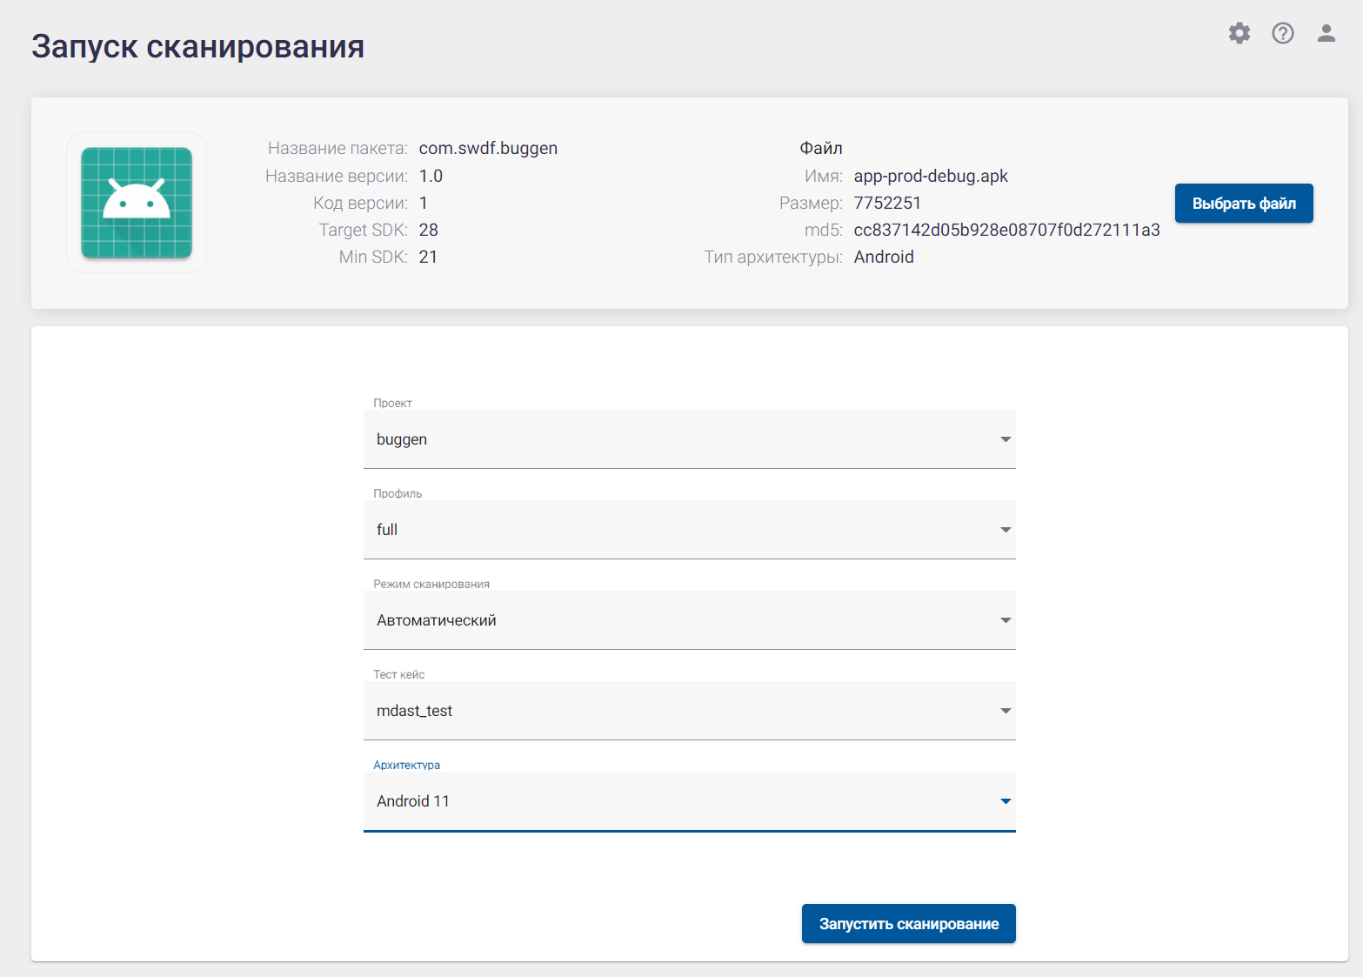 Запуск сканирования
Название пакета: com.swdf.buggen
Название версии: 1.0
Код версии: 1
Target SDK: 28
Min SDK: 21
Файл
Имя: app-prod-debug.apk
Размер: 7752251
md5: cc837142d05b928e08707f0d272111a3
Тип архитектуры: Android
Выбрать файл
Проект
buggen
Профиль
full
Режим сканирования
Автоматический
Тест кейс
mdast_test
Архитектура
Android 11
Запустить сканирование